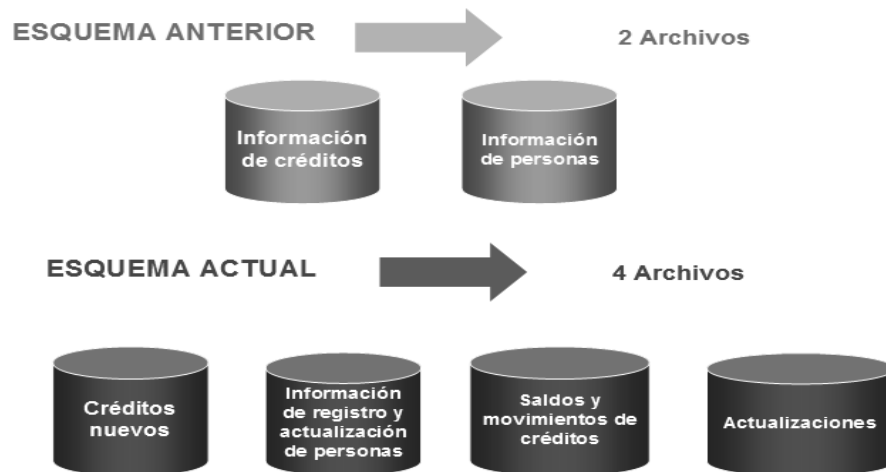 ESQUEMA ANTERIOR
2 Archivos
Información
de créditos
Información
de personas
ESQUEMA ACTUAL
4 Archivos
Créditos
nuevos
Información
de registro y
actualización
de personas
Saldos y
movimientos de
créditos
Actualizaciones